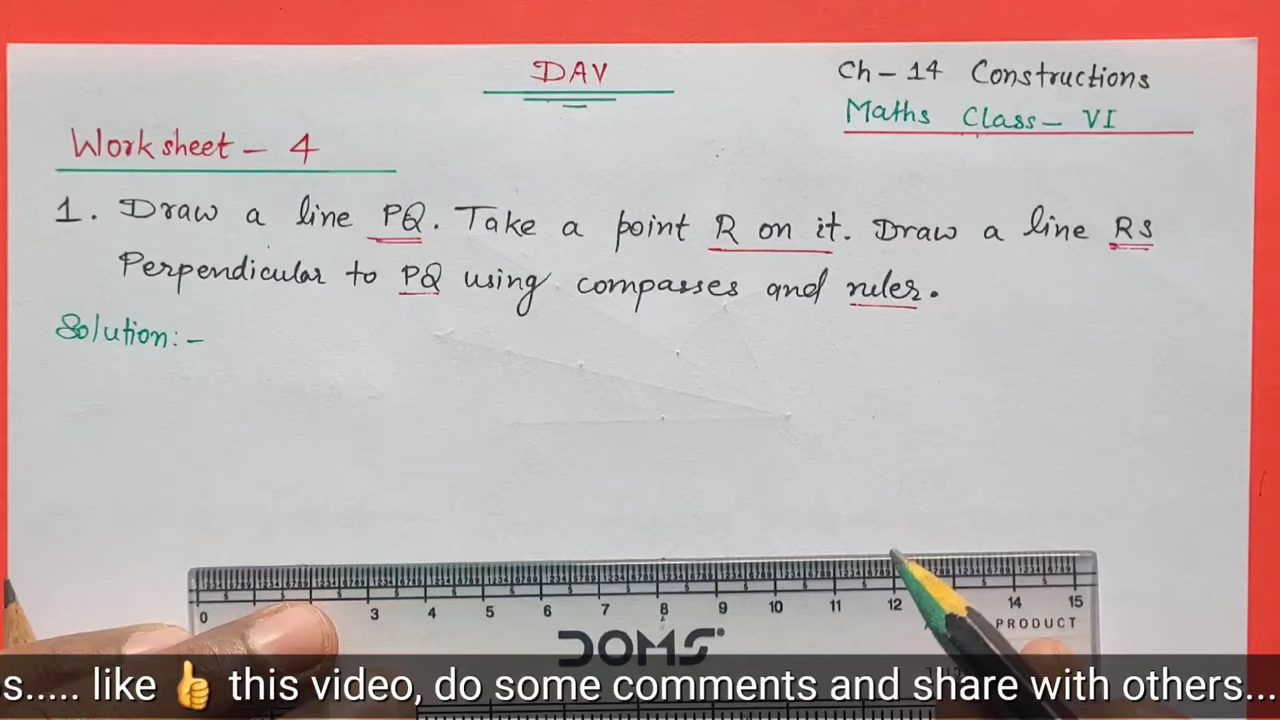 DAV
Ch - 14 Constructions
Maths Class - VI
Worksheet - 4
1. Draw a line PQ. Take a point R on it. Draw a line RS
Perpendicular to PQ using compasses and ruler.
Solution:-
0 3 4 5 6 7 8 9 10 11 12 14 15
PRODUCT
DOMS
s..... like 👍 this video, do some comments and share with others...